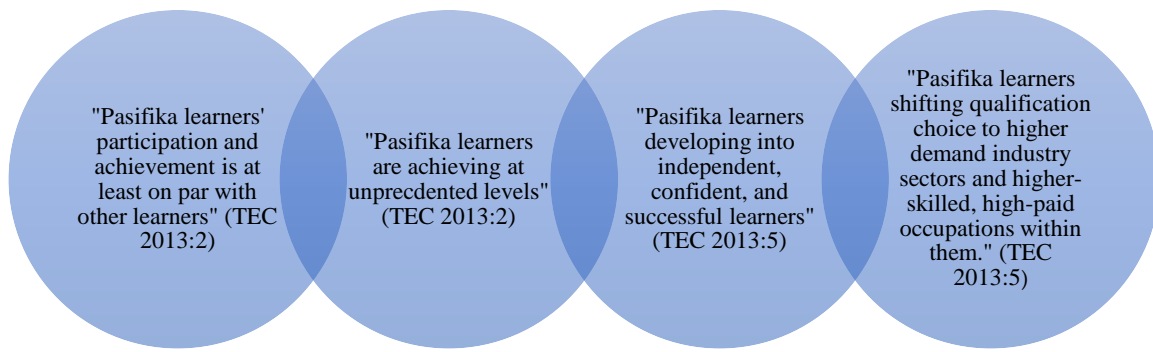 "Pasifika learners'
participation and
achievement is at
least on par with
other learners" (TEC
2013:2)
"Pasifika learners
are achieving at
unprecdented levels"
(TEC 2013:2)
"Pasifika learners
developing into
independent,
confident, and
successful learners"
(TEC 2013:5)
"Pasifika learners
shifting qualification
choice to higher
demand industry
sectors and higher-
skilled, high-paid
occupations within
them." (TEC
2013:5)